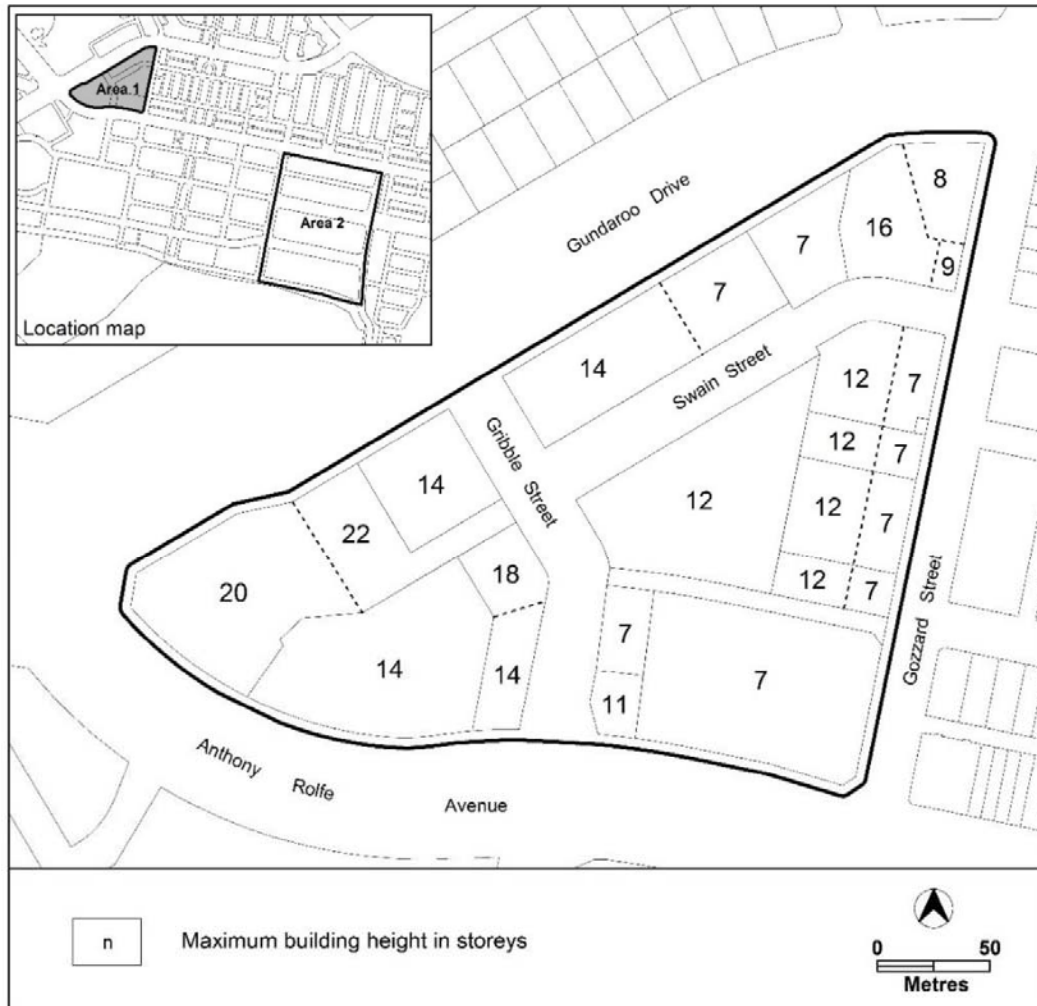 Area 1
Area 2
Location map
Gundaroo Drive
8
16
9
7
7
14
Swain Street
12
7
12
7
Gribble Street
14
12
12
7
22
12
7
18
20
7
14
14
7
11
Gozzard Street
Anthony Rolfe Avenue
n
Maximum building height in storeys
0 50
Metres